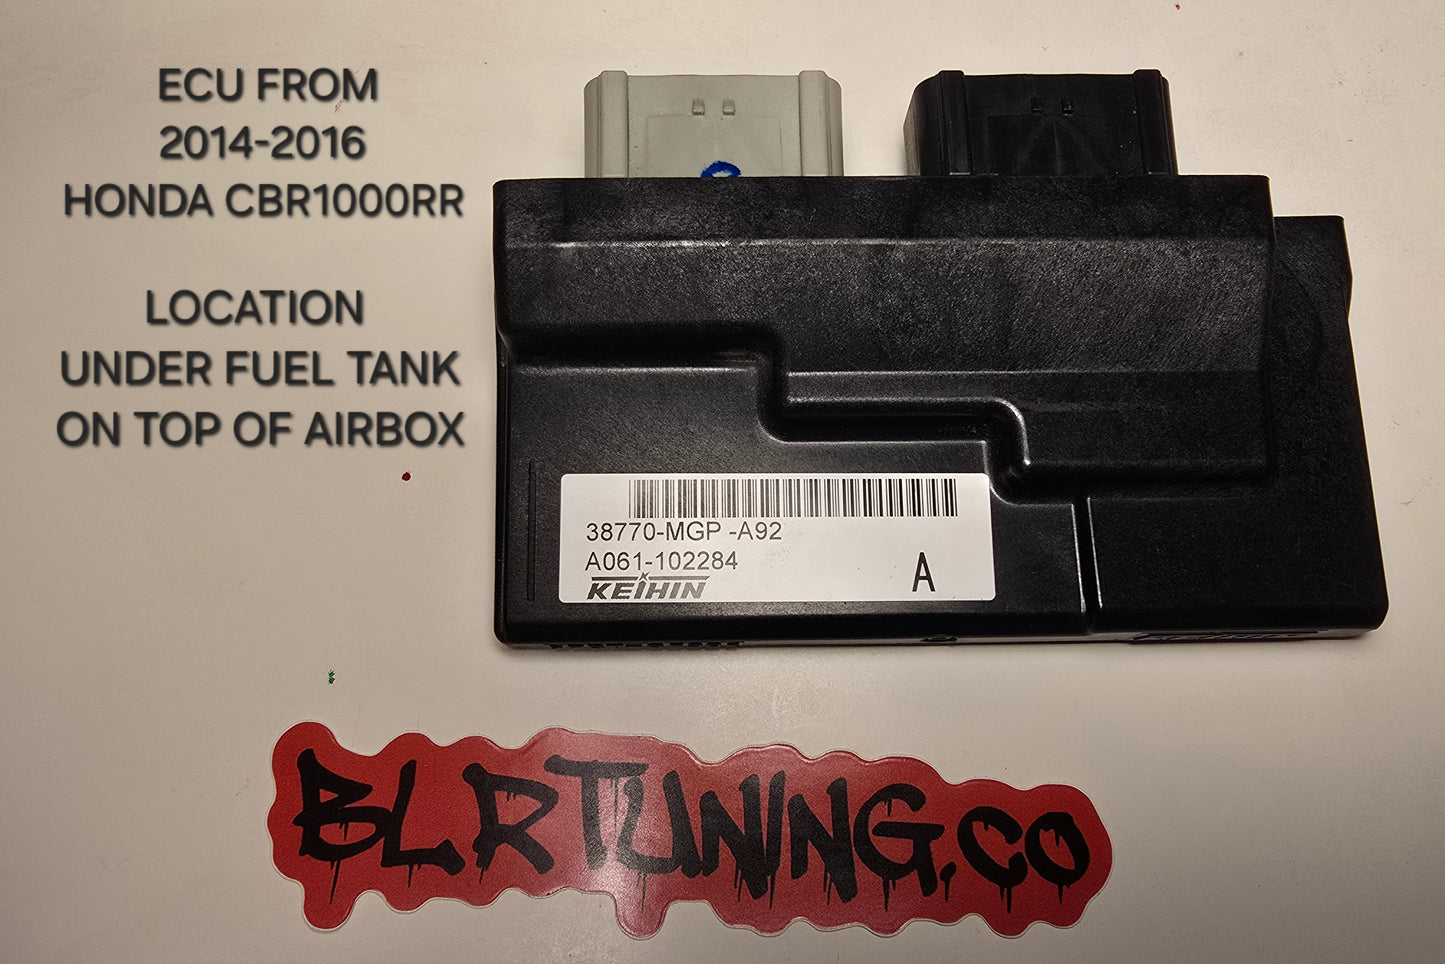 ECU FROM
2014-2016
HONDA CBR1000RR
LOCATION
UNDER FUEL TANK
ON TOP OF AIRBOX
38770-MGP -A92
A061-102284
KEIHIN
A
BLRTUNING.CO